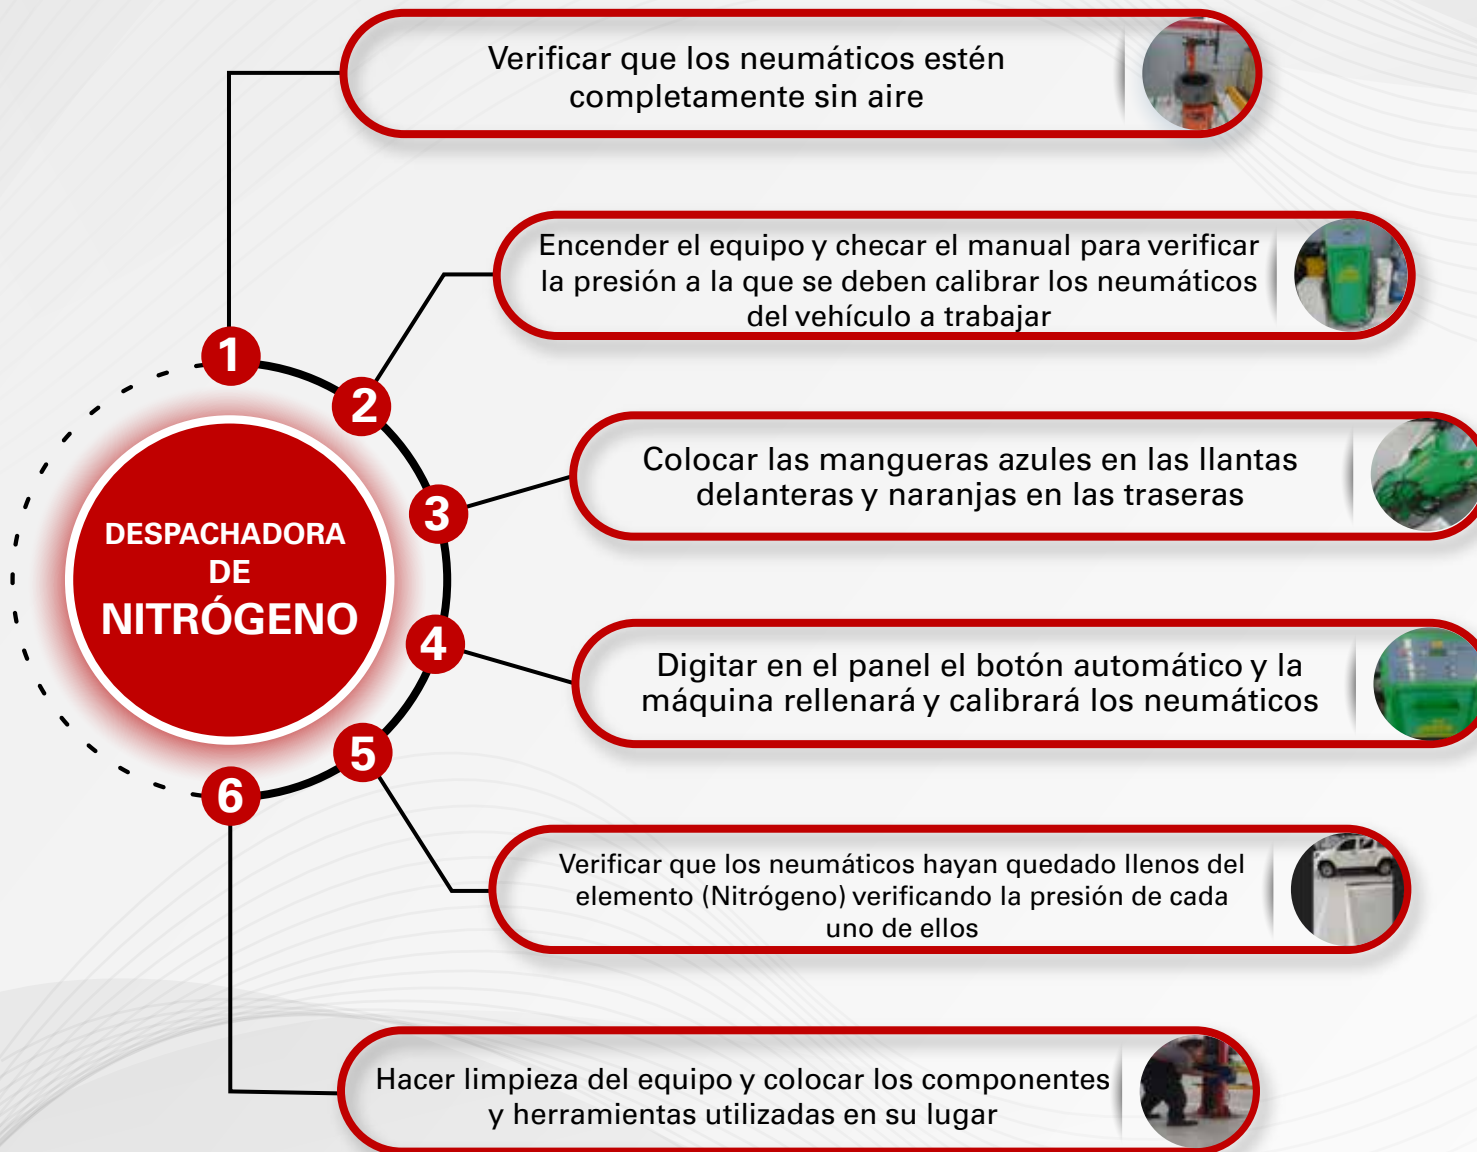 Verificar que los neumáticos estén
completamente sin aire
Encender el equipo y checar el manual para verificar
la presión a la que se deben calibrar los neumáticos
del vehículo a trabajar
1
2
Colocar las mangueras azules en las llantas
delanteras y naranjas en las traseras
3
DESPACHADORA
DE
NITRÓGENO
4
Digitar en el panel el botón automático y la
máquina rellenará y calibrará los neumáticos
5
6
Verificar que los neumáticos hayan quedado llenos del
elemento (Nitrógeno) verificando la presión de cada
uno de ellos
Hacer limpieza del equipo y colocar los componentes
y herramientas utilizadas en su lugar